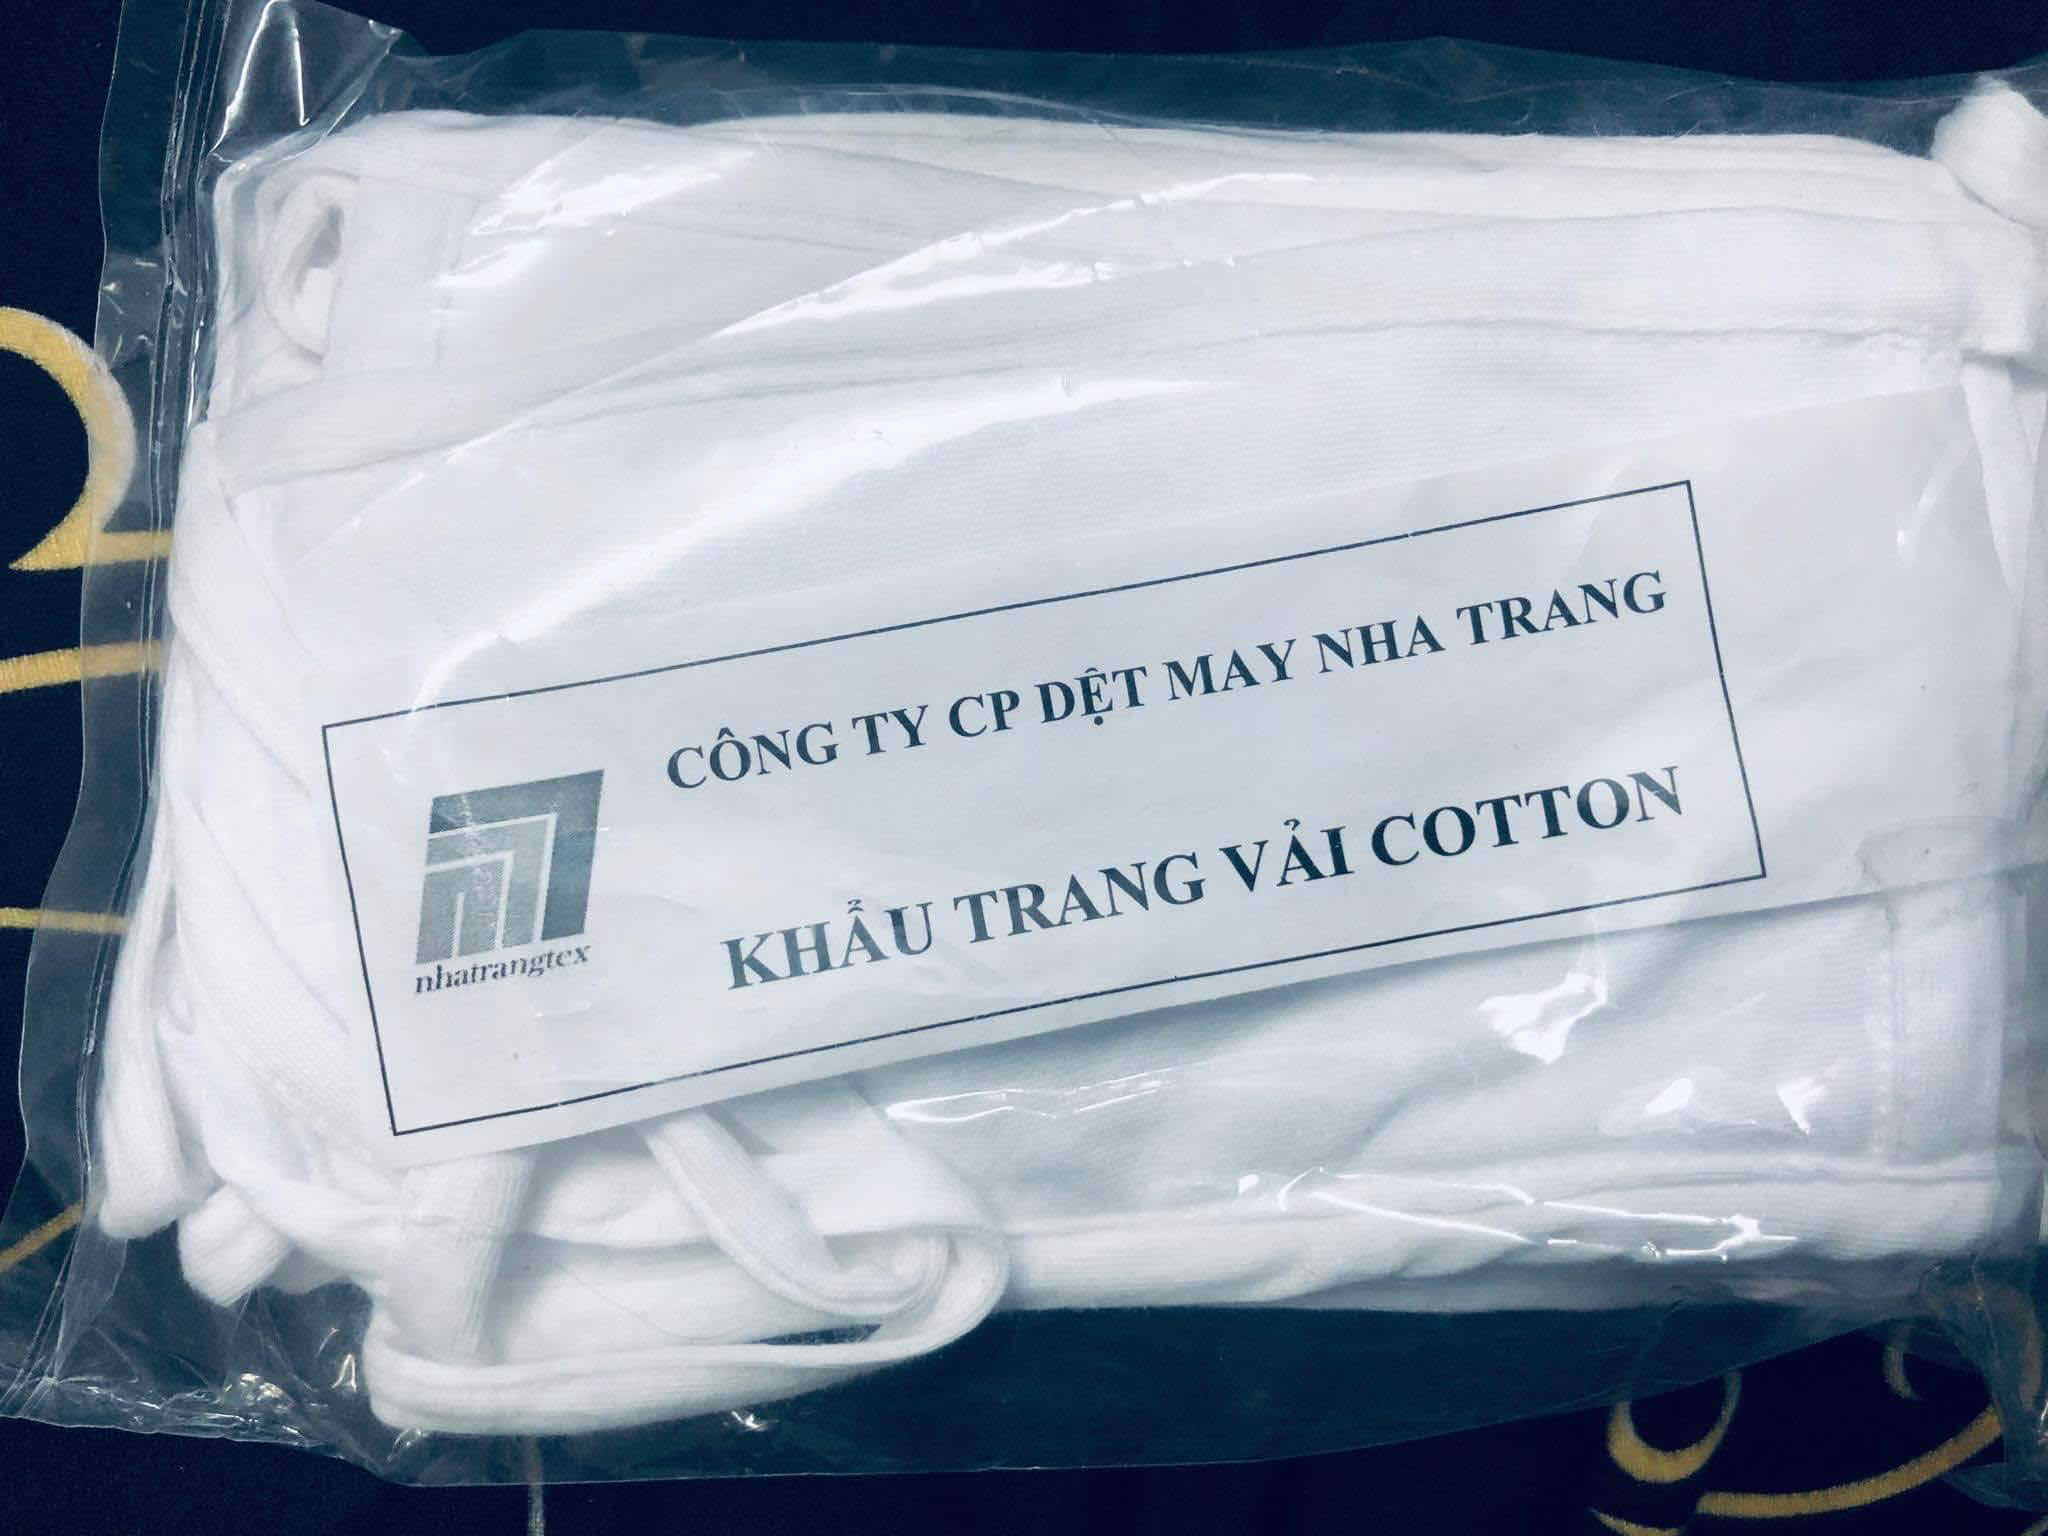 CÔNG TY CP DỆT MAY NHA TRANG
KHẨU TRANG VẢI COTTON
nhatrangtex